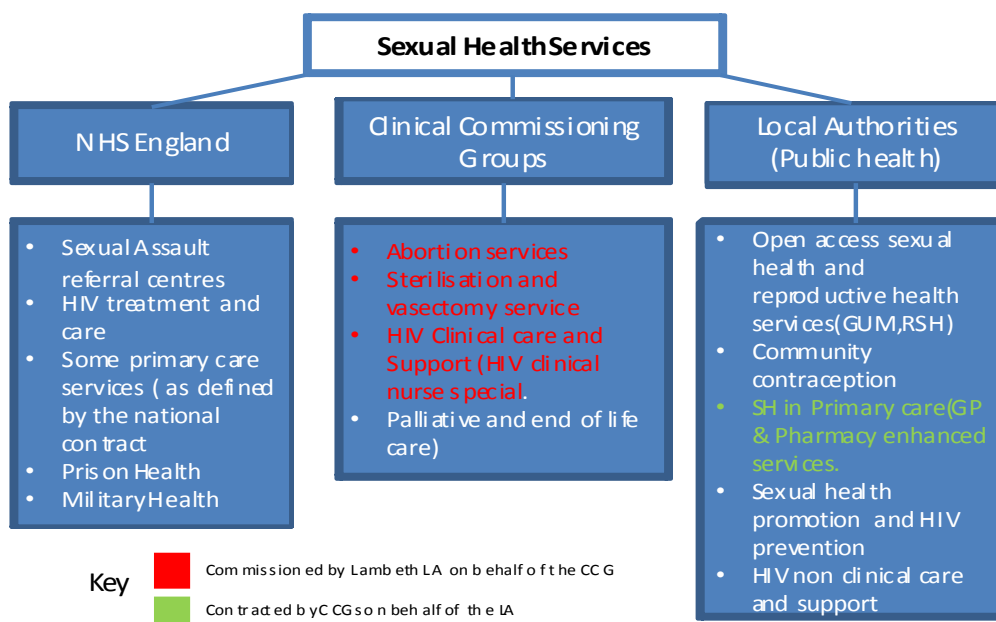 Sexual Health Services
NHS England
Clinical Commissioning
Groups
Local Authorities
(Public health)
• Sexual Assault
referral centres
• HIV treatment and
care
• Some primary care
services ( as defined
by the national
contract
• Prison Health
• Military Health
• Abortion services
• Sterilisation and
vasectomy service
• HIV Clinical care and
Support (HIV clinical
nurse special.
• Palliative and end of life
care)
• Open access sexual
health and
reproductive health
services(GUM,RSH)
• Community
contraception
• SH in Primary care(GP
& Pharmacy enhanced
services.
• Sexual health
promotion and HIV
prevention
• HIV non clinical care
and support
Key
Commissioned by Lambeth LA on behalf of the CCG
Contracted by CCGs on behalf of the LA